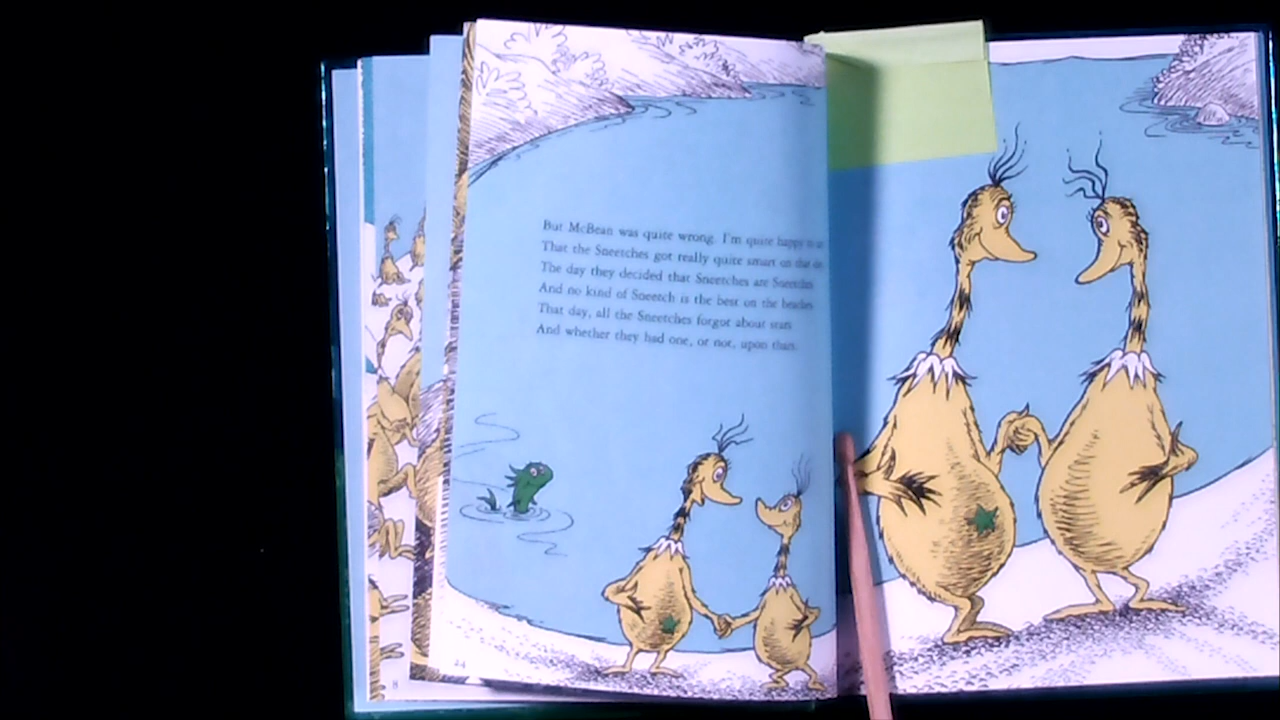 But McBean was quite wrong. I'm quite happy to
That the Sneetches got really quite smart on that
The day they decided that Sneetches are Sneetches
And no kind of Sneetch is the best on the beaches
That day, all the Sneetches forgot about stars
And whether they had one, or not, upon thars.
24
8